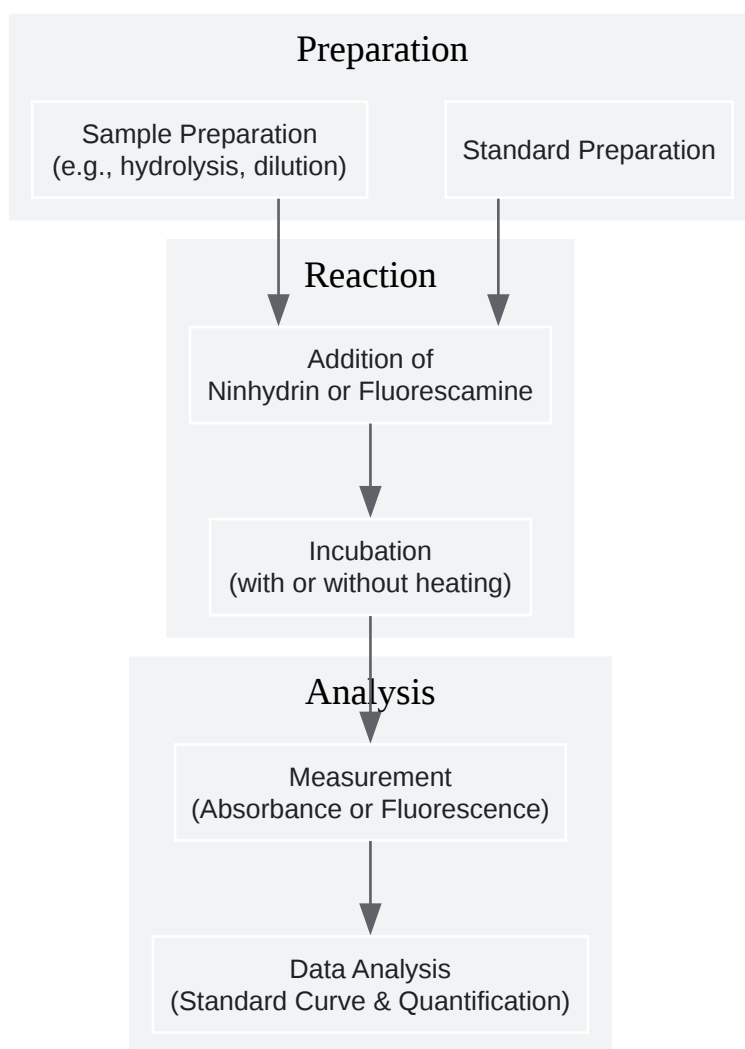 Preparation
Sample Preparation
(e.g., hydrolysis, dilution)
Standard Preparation
Reaction
Addition of
Ninhydrin or Fluorescamine
Incubation
(with or without heating)
Analysis
Measurement
(Absorbance or Fluorescence)
Data Analysis
(Standard Curve & Quantification)